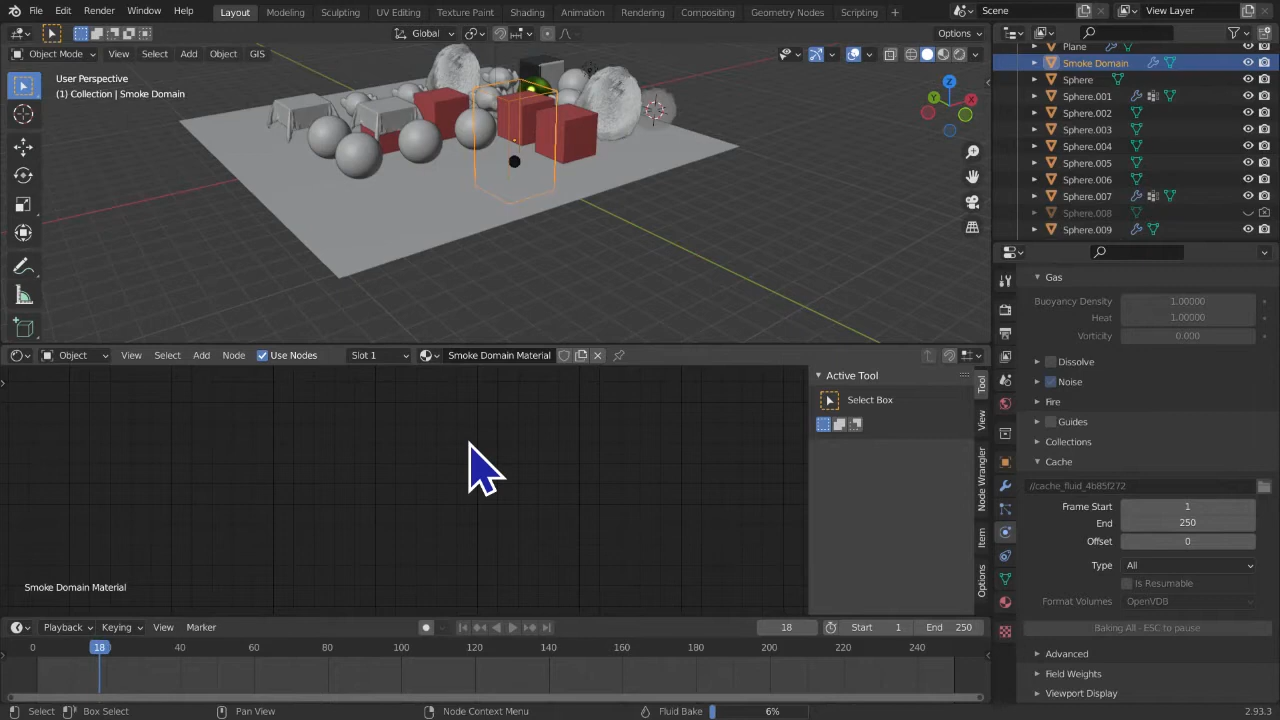 File Edit Render Window Help Layout Modeling Sculpting UV Editing Texture Paint Shading Animation Rendering Compositing Geometry Nodes Scripting + Scene View Layer
Global Options
Object Mode View Select Add Object GIS
User Perspective
(1) Collection | Smoke Domain
Z
Y
Plane
Smoke Domain
Sphere
Sphere.001
Sphere.002
Sphere.003
Sphere.004
Sphere.005
Sphere.006
Sphere.007
Sphere.008
Sphere.009
Gas
Buoyancy Density 1.00000
Heat 1.00000
Vorticity 0.000
Dissolve
Noise
Fire
Guides
Collections
Cache
//cache_fluid_4b85f272
Frame Start 1
End 250
Offset 0
Type All
Is Resumable
Format Volumes OpenVDB
Baking All - ESC to pause
Advanced
Field Weights
Viewport Display
Object View Select Add Node Use Nodes Slot 1 Smoke Domain Material
Active Tool
Select Box
Tool
View
Node Wrangler
Item
Options
Smoke Domain Material
Playback Keying View Marker 18 Start 1 End 250
0 18 40 60 80 100 120 140 160 180 200 220 240
Select Box Select Pan View Node Context Menu Fluid Bake 6% 2.93.3